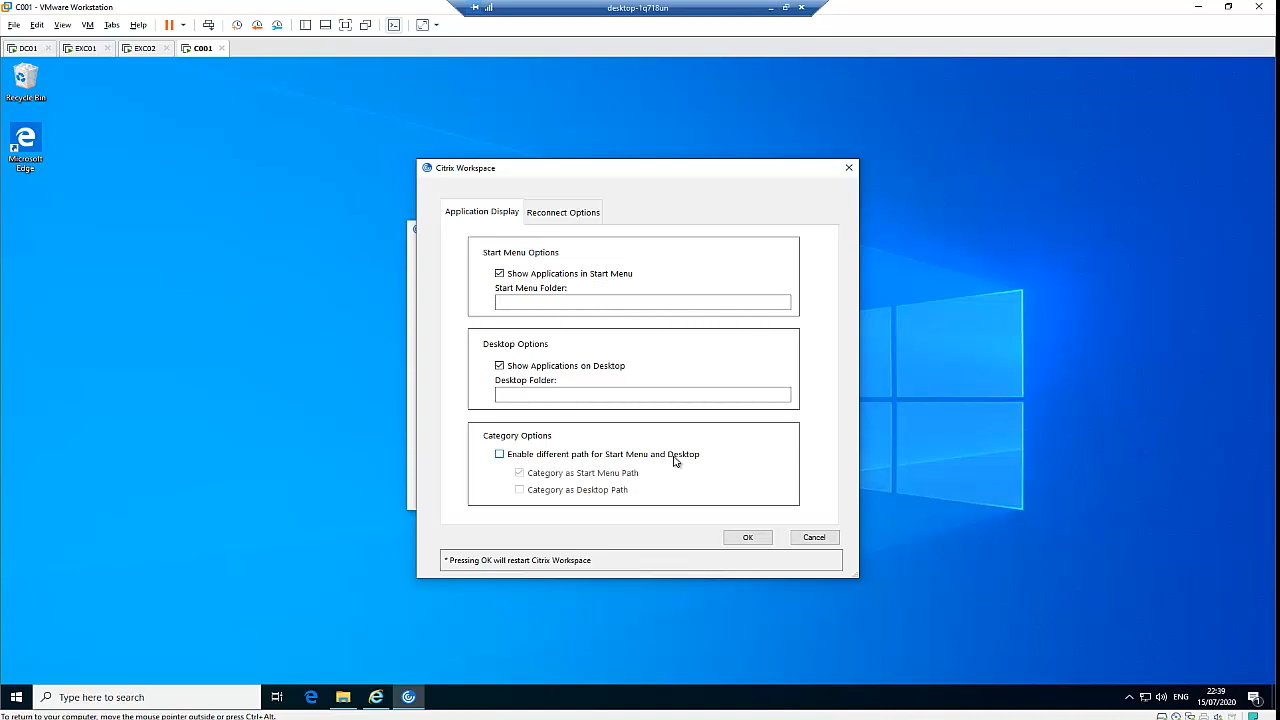 C001 - VMware Workstation
desktop-1q718un
File Edit View VM Tabs Help
DC01 EXC01 EXC02 C001
Recycle Bin
Microsoft
Edge
Citrix Workspace
Application Display Reconnect Options
Start Menu Options
Show Applications in Start Menu
Start Menu Folder:
Desktop Options
Show Applications on Desktop
Desktop Folder:
Category Options
Enable different path for Start Menu and Desktop
Category as Start Menu Path
Category as Desktop Path
OK Cancel
* Pressing OK will restart Citrix Workspace
Type here to search
ENG
22:39
15/07/2020
To return to your computer, move the mouse pointer outside or press Ctrl+Alt.